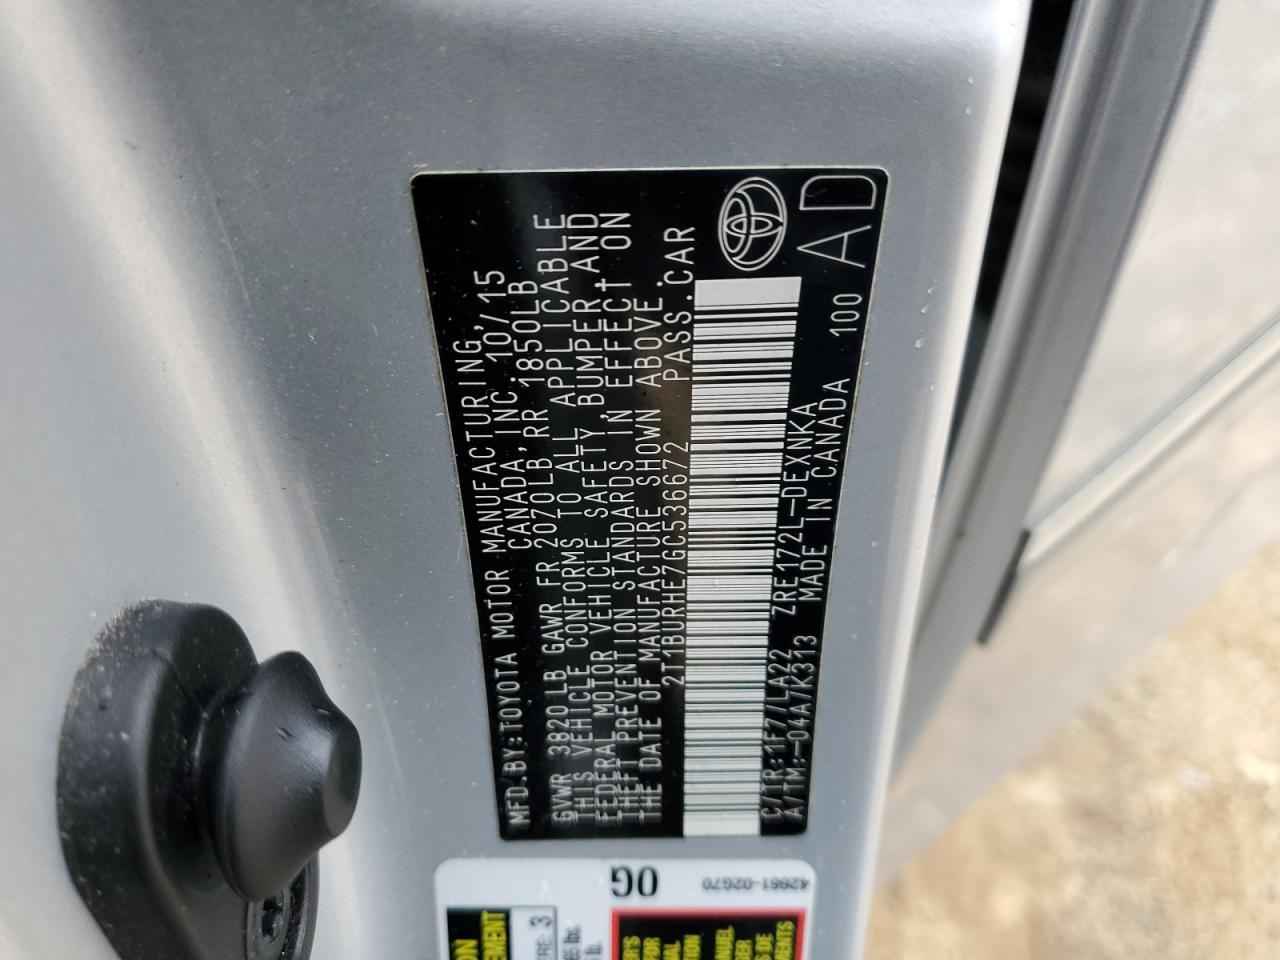 MFD.BY:TOYOTA MOTOR MANUFACTURING,
CANADA,INC. 10/15
GVWR 3820 LB GAWR FR 2070LB,RR 1850LB
THIS VEHICLE CONFORMS TO ALL APPLICABLE
FEDERAL MOTOR VEHICLE SAFETY,BUMPER,AND
THEFT PREVENTION STANDARDS IN EFFECT ON
THE DATE OF MANUFACTURE SHOWN ABOVE.
2T1BURHE7GC536672 PASS.CAR
C/TR:1F7/LA22 ZRE172L-DEXNKA 100 AD
A/TM:-04A/K313 MADE IN CANADA
0G
42661-02G70